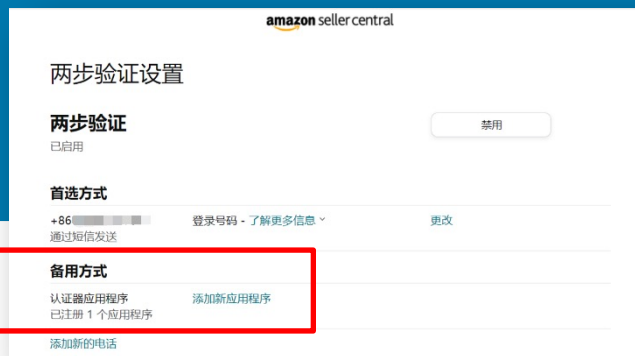 amazon seller central
两步验证设置
两步验证
禁用
已启用
首选方式
+86
登录号码 - 了解更多信息
更改
通过短信发送
备用方式
认证器应用程序
添加新应用程序
已注册 1 个应用程序
添加新的电话